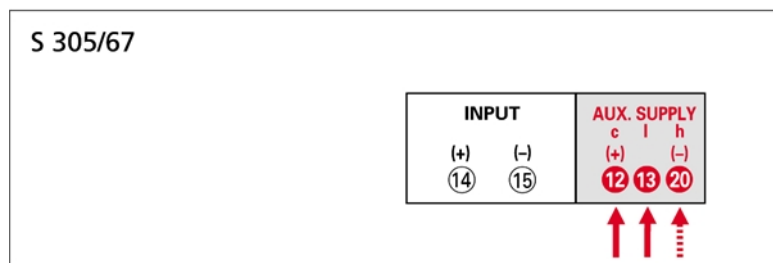 S 305/67
INPUT
(+) (–)
14 15
AUX. SUPPLY
c l h
(+) (–)
12 13 20